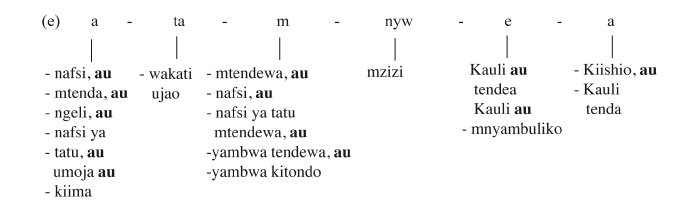 (e) a - ta - m - nyw - e - a
- nafsi, au - wakati - mtendewa, au mzizi Kauli au - Kiishio, au
- mtenda, au ujao - nafsi, au tendea - Kauli
- ngeli, au - nafsi ya tatu Kauli au tenda
- nafsi ya mtendewa, au - mnyambuliko
- tatu, au -yambwa tendewa, au
umoja au -yambwa kitondo
- kiima